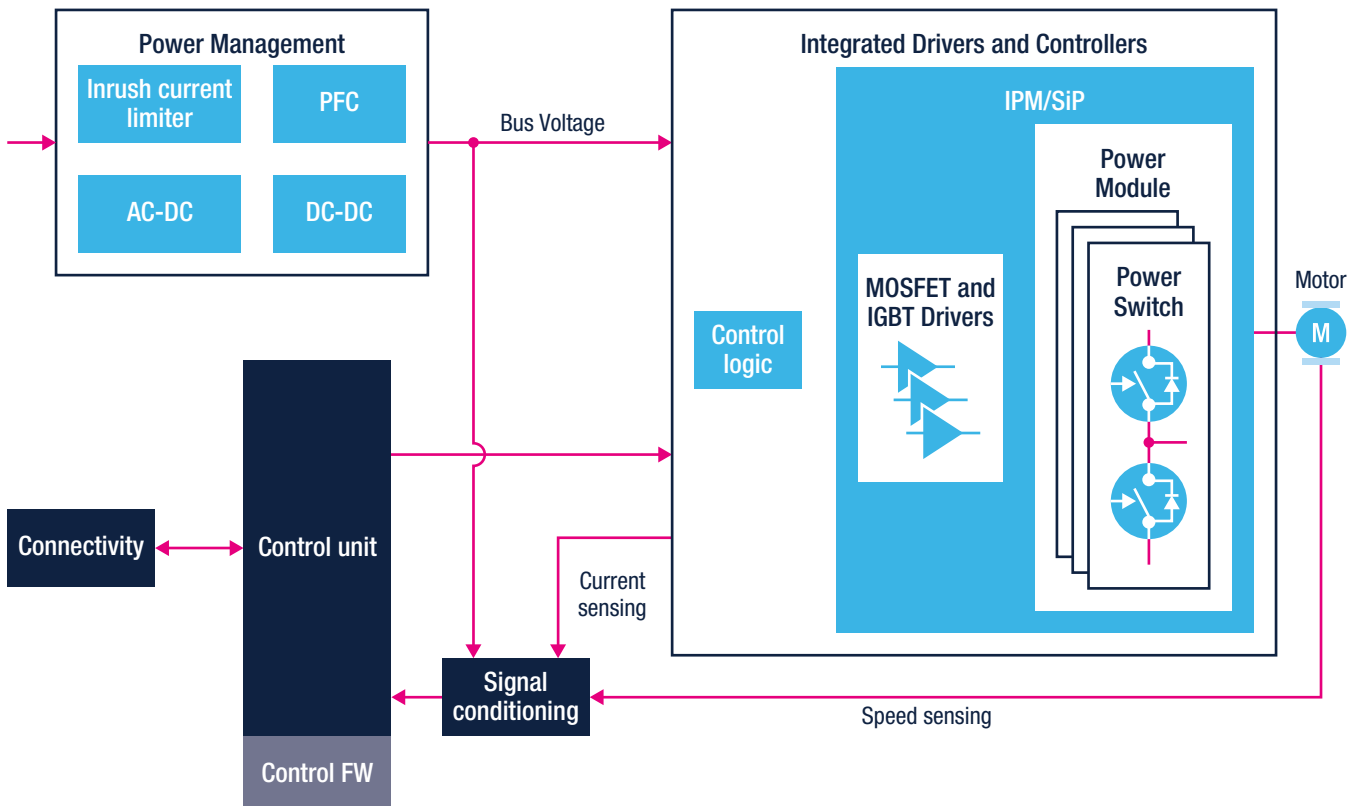 Power Management
Inrush current
limiter
PFC
AC-DC
DC-DC
Bus Voltage
Integrated Drivers and Controllers
IPM/SiP
Power
Module
Power
Switch
MOSFET and
IGBT Drivers
Control
logic
Motor
M
Connectivity
Control unit
Current
sensing
Signal
conditioning
Speed sensing
Control FW